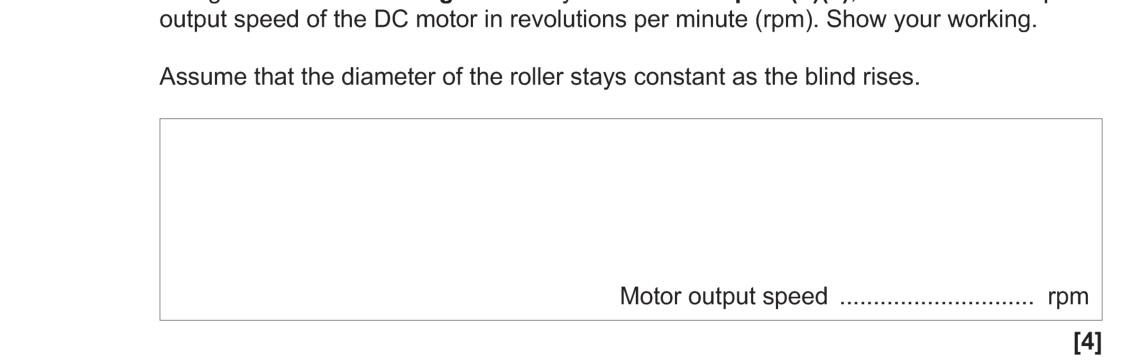 output speed of the DC motor in revolutions per minute (rpm). Show your working.
Assume that the diameter of the roller stays constant as the blind rises.
Motor output speed ............................. rpm
[4]